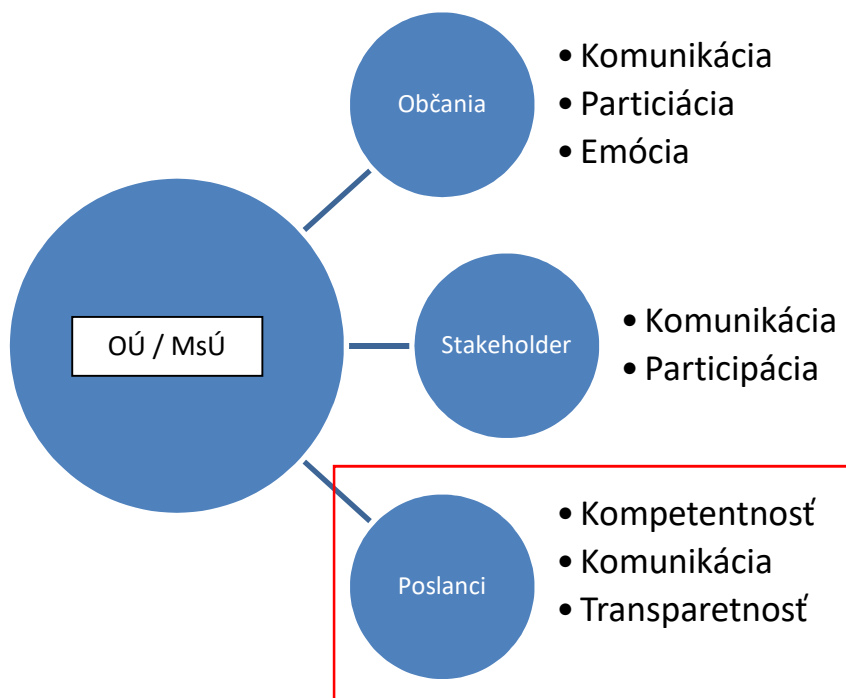 Občania
• Komunikácia
• Particiácia
• Emócia
OÚ / MsÚ
Stakeholder
• Komunikácia
• Participácia
Poslanci
• Kompetentnosť
• Komunikácia
• Transparetnosť